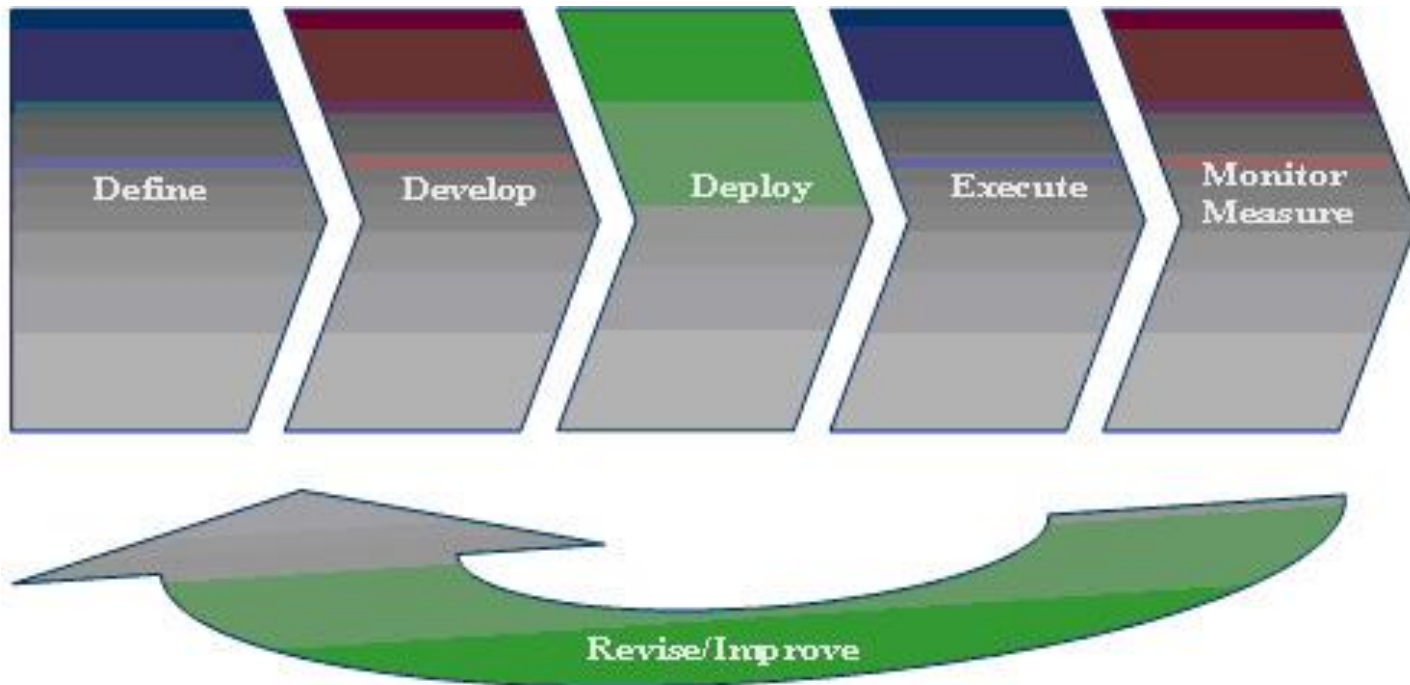 Define
Develop
Deploy
Execute
Monitor
Measure
Revise/Improve